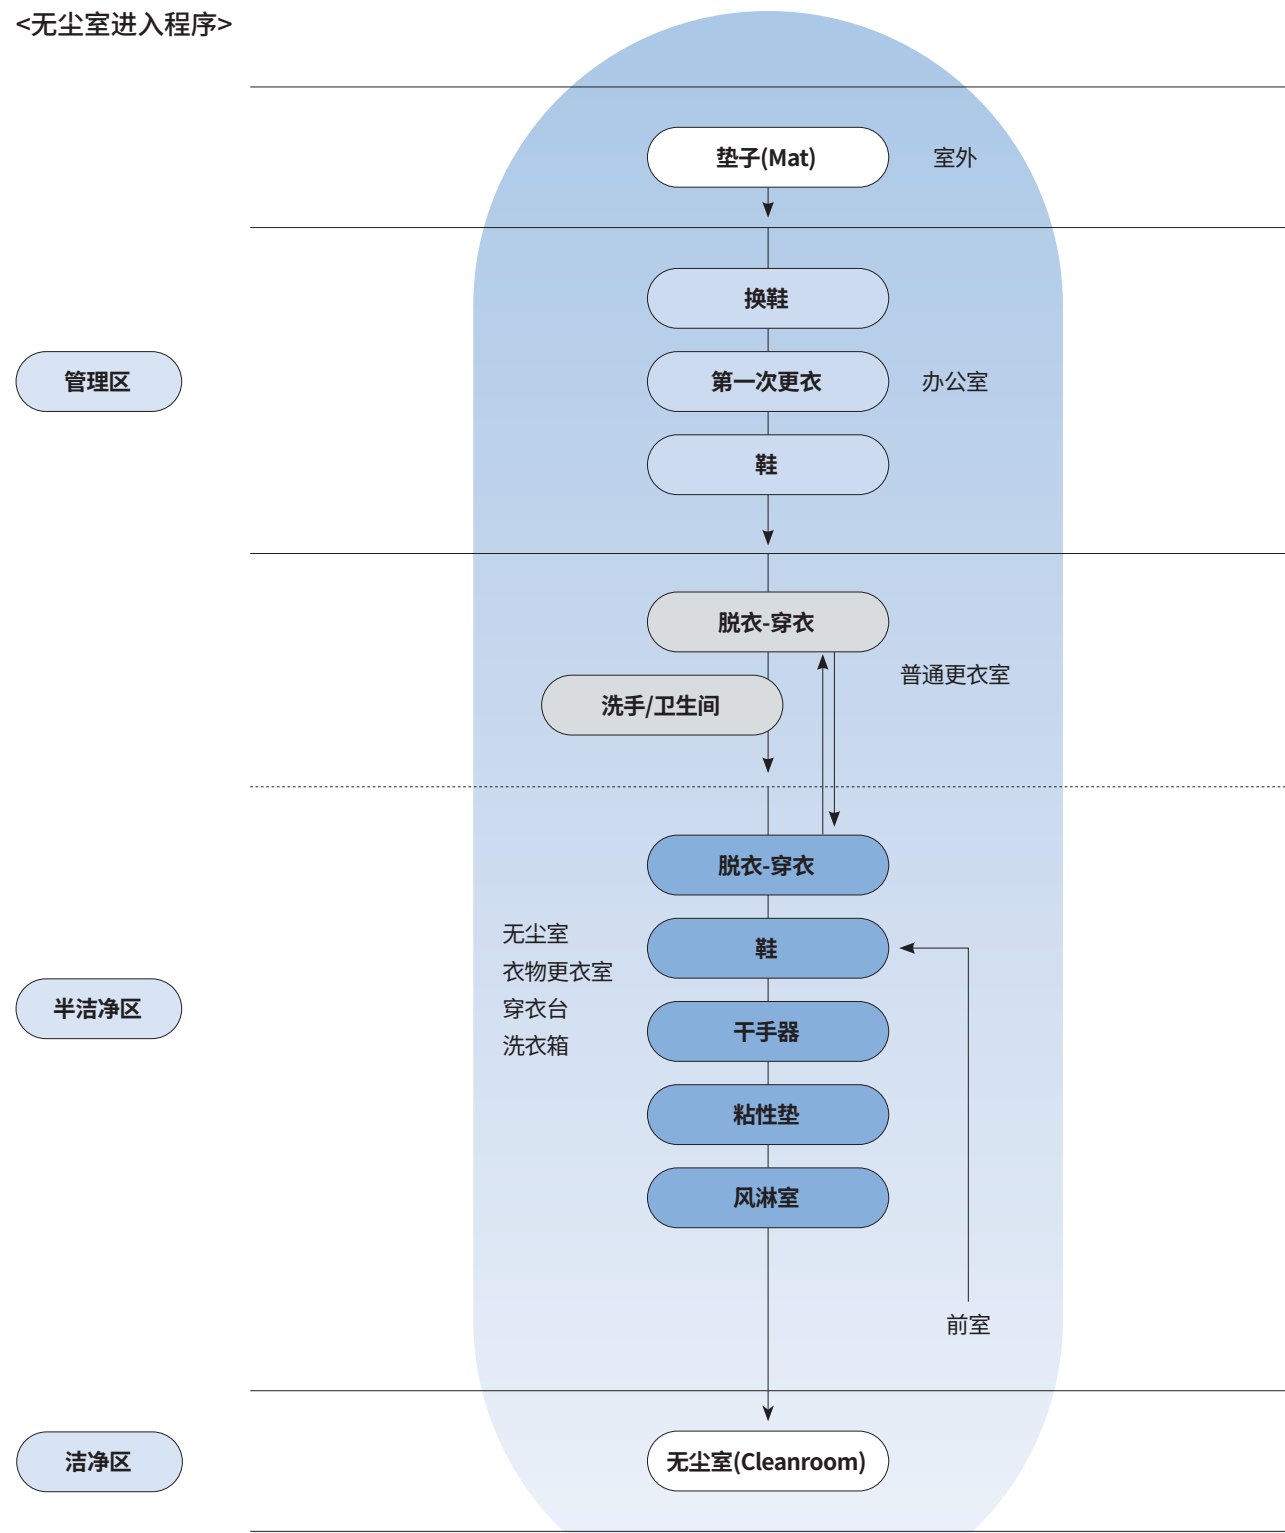 <无尘室进入程序>
垫子(Mat)
室外
换鞋
管理区
第一次更衣
办公室
鞋
脱衣-穿衣
普通更衣室
洗手/卫生间
脱衣-穿衣
无尘室
衣物更衣室
穿衣台
洗衣箱
鞋
半洁净区
干手器
粘性垫
风淋室
前室
洁净区
无尘室(Cleanroom)